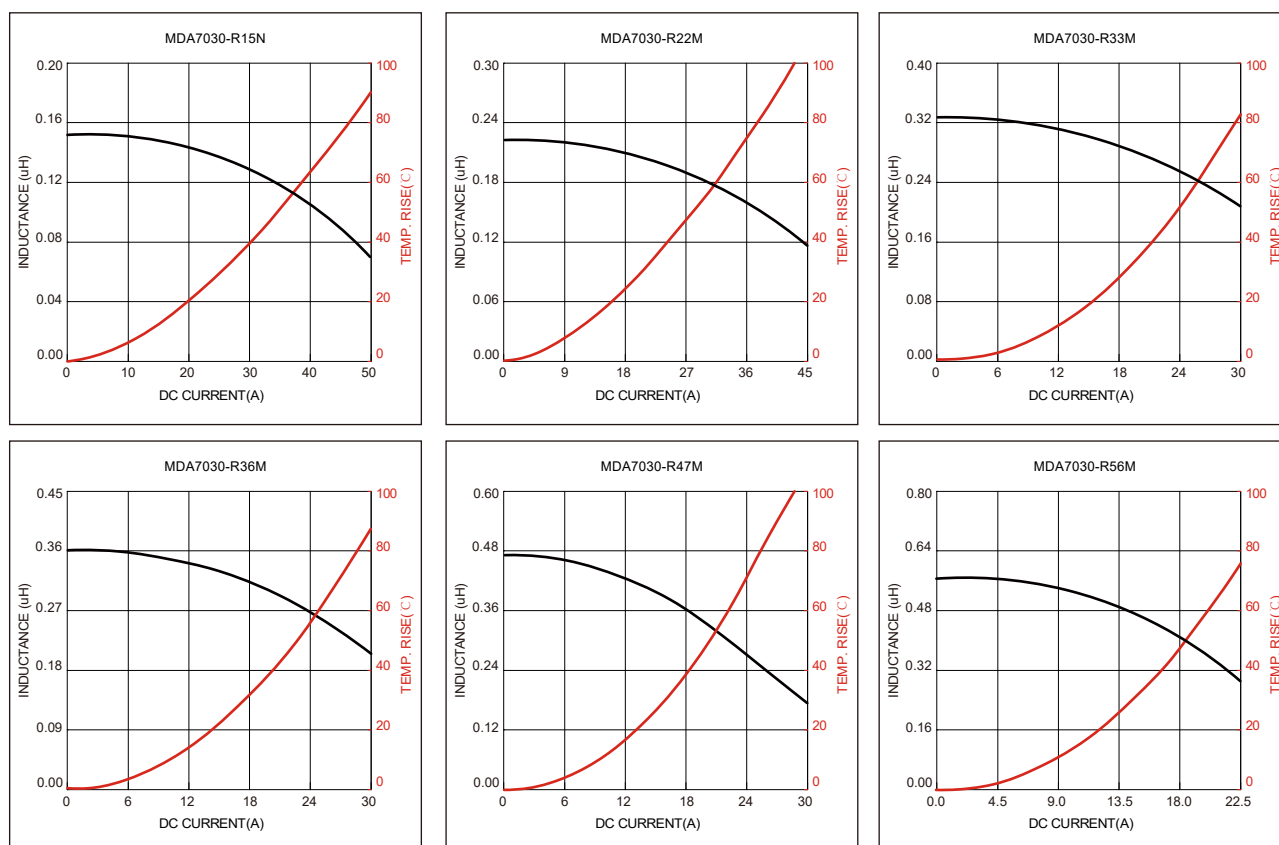 MDA7030-R15N
0.20
0.16
0.12
0.08
0.04
0.00
INDUCTANCE (uH)
100
80
60
40
20
0
TEMP. RISE(℃)
0 10 20 30 40 50
DC CURRENT(A)
MDA7030-R22M
0.30
0.24
0.18
0.12
0.06
0.00
INDUCTANCE (uH)
100
80
60
40
20
0
TEMP. RISE(℃)
0 9 18 27 36 45
DC CURRENT(A)
MDA7030-R33M
0.40
0.32
0.24
0.16
0.08
0.00
INDUCTANCE (uH)
100
80
60
40
20
0
TEMP. RISE(℃)
0 6 12 18 24 30
DC CURRENT(A)
MDA7030-R36M
0.45
0.36
0.27
0.18
0.09
0.00
INDUCTANCE (uH)
100
80
60
40
20
0
TEMP. RISE(℃)
0 6 12 18 24 30
DC CURRENT(A)
MDA7030-R47M
0.60
0.48
0.36
0.24
0.12
0.00
INDUCTANCE (uH)
100
80
60
40
20
0
TEMP. RISE(℃)
0 6 12 18 24 30
DC CURRENT(A)
MDA7030-R56M
0.80
0.64
0.48
0.32
0.16
0.00
INDUCTANCE (uH)
100
80
60
40
20
0
TEMP. RISE(℃)
0.0 4.5 9.0 13.5 18.0 22.5
DC CURRENT(A)